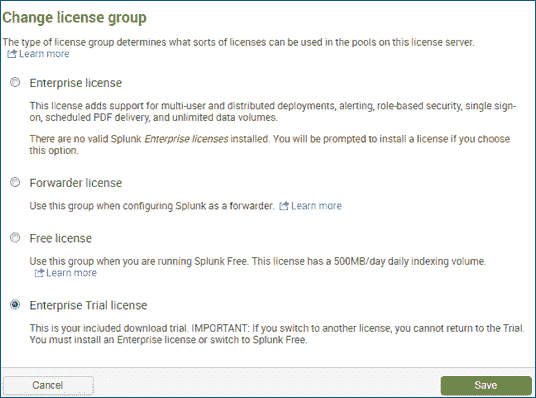 Change license group
The type of license group determines what sorts of licenses can be used in the pools on this license server.
Learn more
Enterprise license
This license adds support for multi-user and distributed deployments, alerting, role-based security, single sign-
on, scheduled PDF delivery, and unlimited data volumes.
There are no valid Splunk Enterprise licenses installed. You will be prompted to install a license if you choose
this option.
Forwarder license
Use this group when configuring Splunk as a forwarder. Learn more
Free license
Use this group when you are running Splunk Free. This license has a 500MB/day daily indexing volume.
Learn more
Enterprise Trial license
This is your included download trial. IMPORTANT: If you switch to another license, you cannot return to the Trial.
You must install an Enterprise license or switch to Splunk Free.
Cancel Save